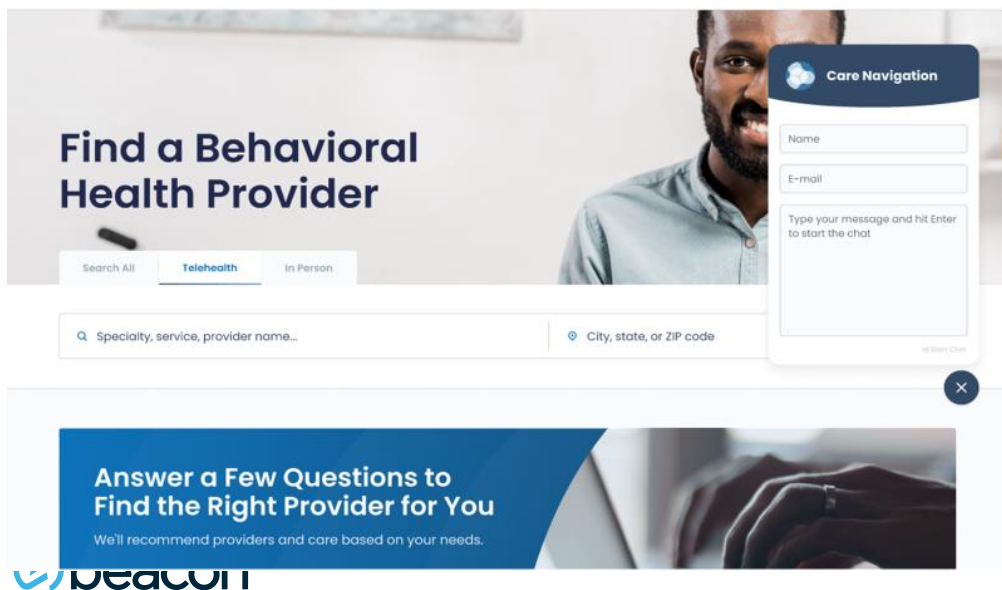 Find a Behavioral
Health Provider
Search All
Telehealth
In Person
Specialty, service, provider name...
City, state, or ZIP code
Care Navigation
Name
E-mail
Type your message and hit Enter
to start the chat
Start Chat
Answer a Few Questions to
Find the Right Provider for You
We'll recommend providers and care based on your needs.
beacon